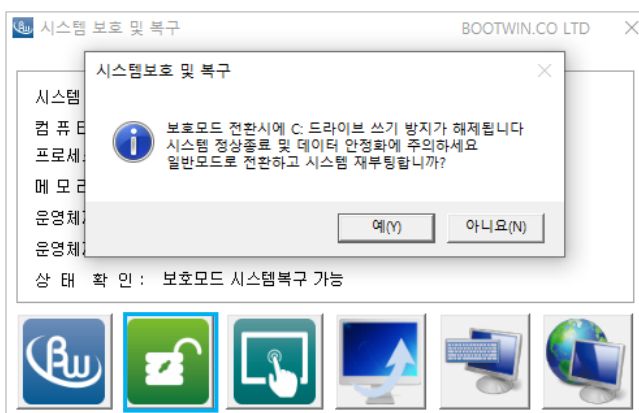 시스템 보호 및 복구 BOOTWIN.CO LTD
시스템보호 및 복구
시스템
보호모드 전환시에 C: 드라이브 쓰기 방지가 해제됩니다
시스템 정상종료 및 데이터 안정화에 주의하세요
일반모드로 전환하고 시스템 재부팅합니까?
컴 퓨 터
프로세
메 모 리
운영체
예(Y) 아니요(N)
운영체
상 태 확 인 : 보호모드 시스템복구 가능